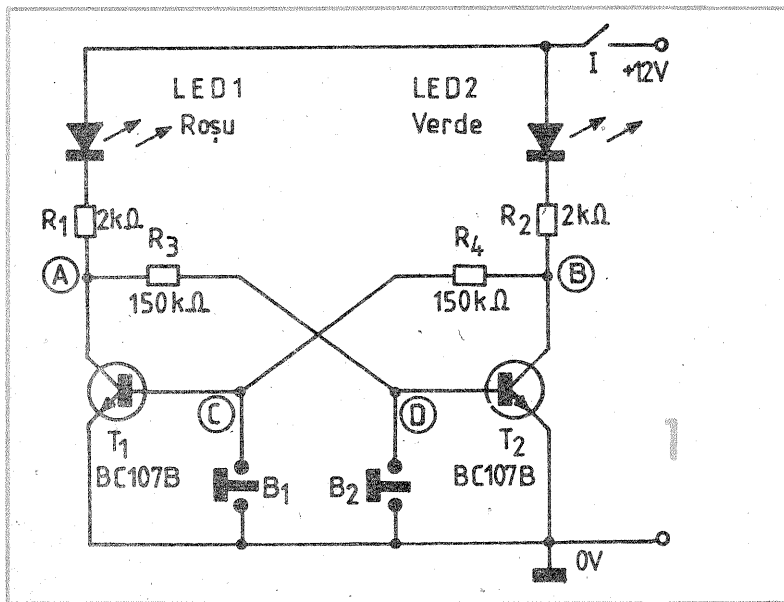 LED1
Roșu
LED2
Verde
I
+12V
R1
2kΩ
R3
150kΩ
R4
150kΩ
R2
2kΩ
A
B
C
D
T1
BC107B
B1
B2
T2
BC107B
0V
1